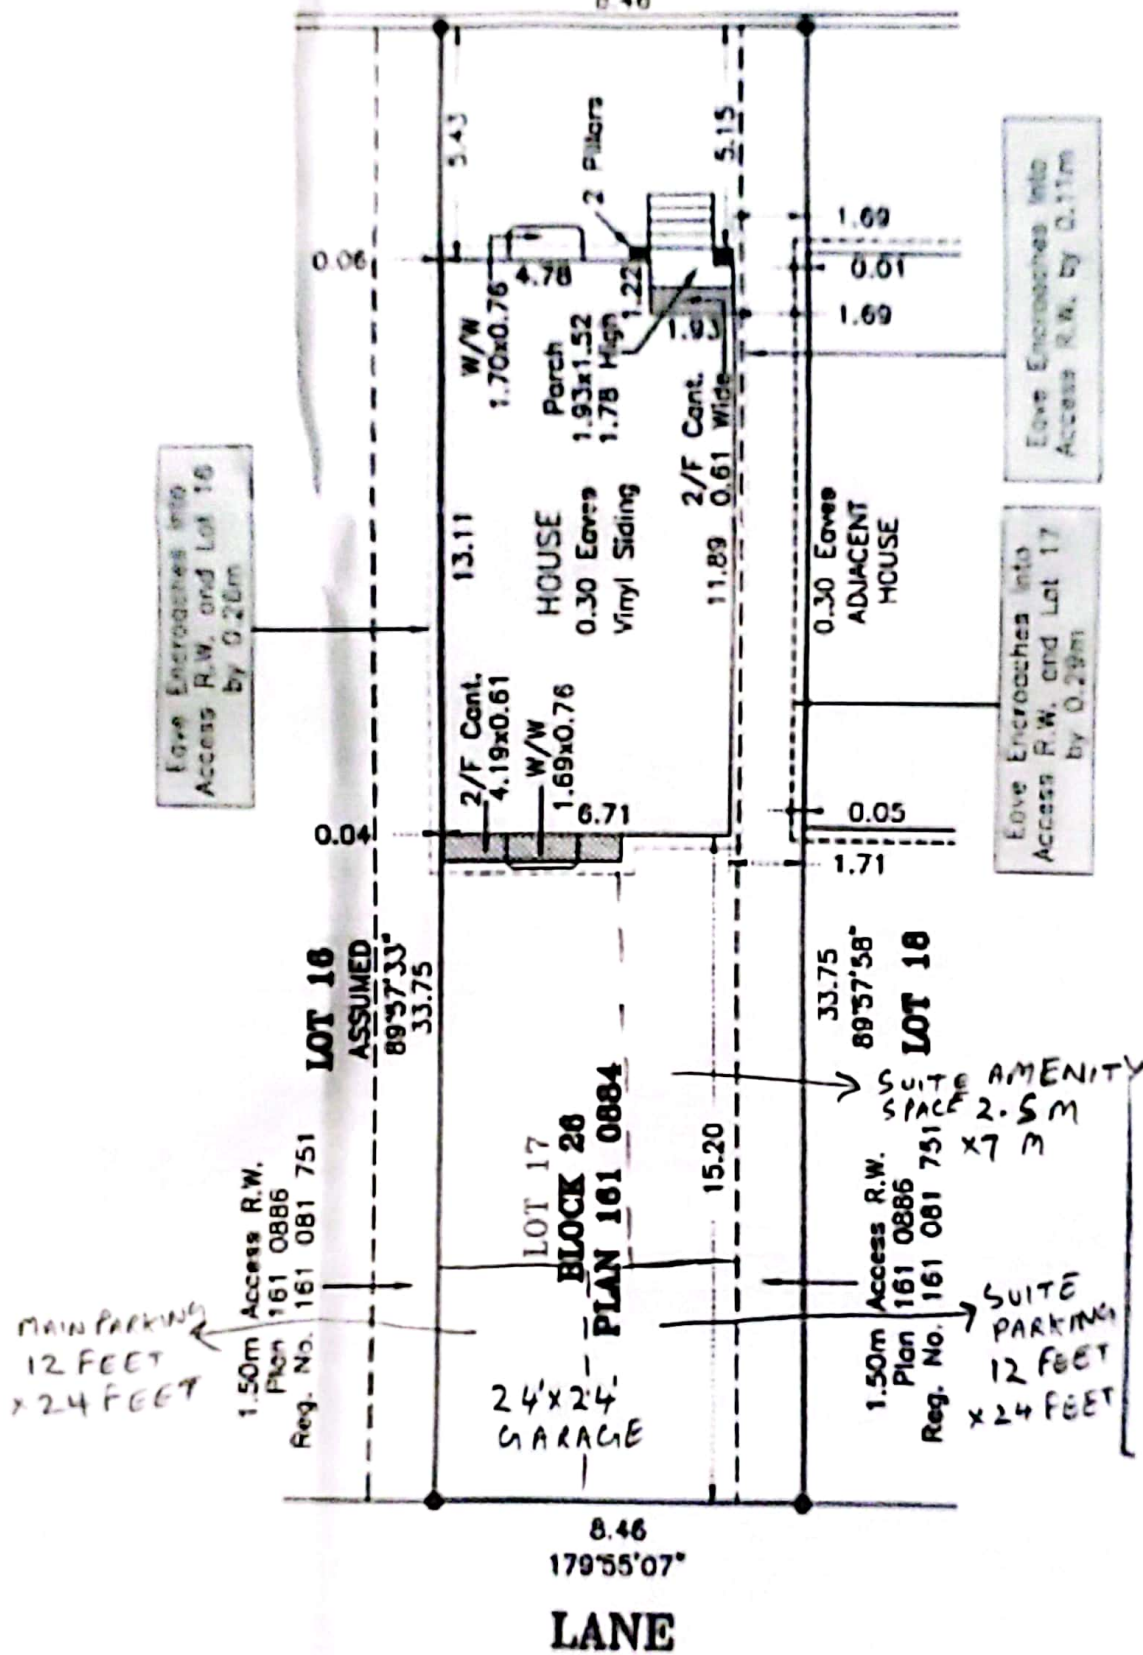 8.46
5.43
2 Pillars
5.15
1.69
0.06
4.78
1.22
0.01
1.69
W/W
1.70x0.76
Porch
1.93x1.52
1.78 High
1.93
2/F Cant.
0.61 Wide
Eave Encroaches Into
Access R.W. by 0.11m
Eave Encroaches Into
Access R.W. and Lot 16
by 0.26m
13.11
HOUSE
0.30 Eaves
Vinyl Siding
11.89
0.30 Eaves
ADJACENT
HOUSE
Eave Encroaches Into
Access R.W. and Lot 17
by 0.29m
2/F Cant.
4.19x0.61
W/W
1.69x0.76
0.04
6.71
0.05
1.71
LOT 16
ASSUMED
89°57'33"
33.75
33.75
89°57'58"
LOT 18
SUITE AMENITY
SPACE 2.5 M
x7 M
LOT 17
BLOCK 26
PLAN 161 0884
15.20
1.50m Access R.W.
Plan 161 0886
Reg. No. 161 081 751
1.50m Access R.W.
Plan 161 0886
Reg. No. 161 081 751
MAIN PARKING
12 FEET
x 24 FEET
SUITE
PARKING
12 FEET
x 24 FEET
24'x24'
GARAGE
8.46
179°55'07"
LANE